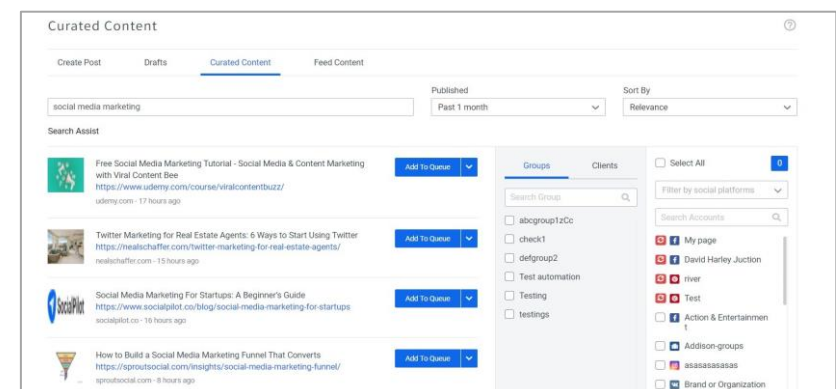 Curated Content
Create Post Drafts Curated Content Feed Content
Published Sort By
social media marketing Past 1 month Relevance
Search Assist
Free Social Media Marketing Tutorial - Social Media & Content Marketing
with Viral Content Bee
https://www.udemy.com/course/viralcontentbuzz/
udemy.com - 17 hours ago
Add To Queue
Twitter Marketing for Real Estate Agents: 6 Ways to Start Using Twitter
https://nealschaffer.com/twitter-marketing-for-real-estate-agents/
nealschaffer.com - 15 hours ago
Add To Queue
SocialPilot
Social Media Marketing For Startups: A Beginner's Guide
https://www.socialpilot.co/blog/social-media-marketing-for-startups
socialpilot.co - 16 hours ago
Add To Queue
How to Build a Social Media Marketing Funnel That Converts
https://sproutsocial.com/insights/social-media-marketing-funnel/
sproutsocial.com - 8 hours ago
Add To Queue
Groups Clients
Search Group
abcgroup1zCc
check1
defgroup2
Test automation
Testing
testings
Select All 0
Filter by social platforms
Search Accounts
My page
David Harley Juction
river
Test
Action & Entertainmen
t
Addison-groups
asasasasasas
Brand or Organization